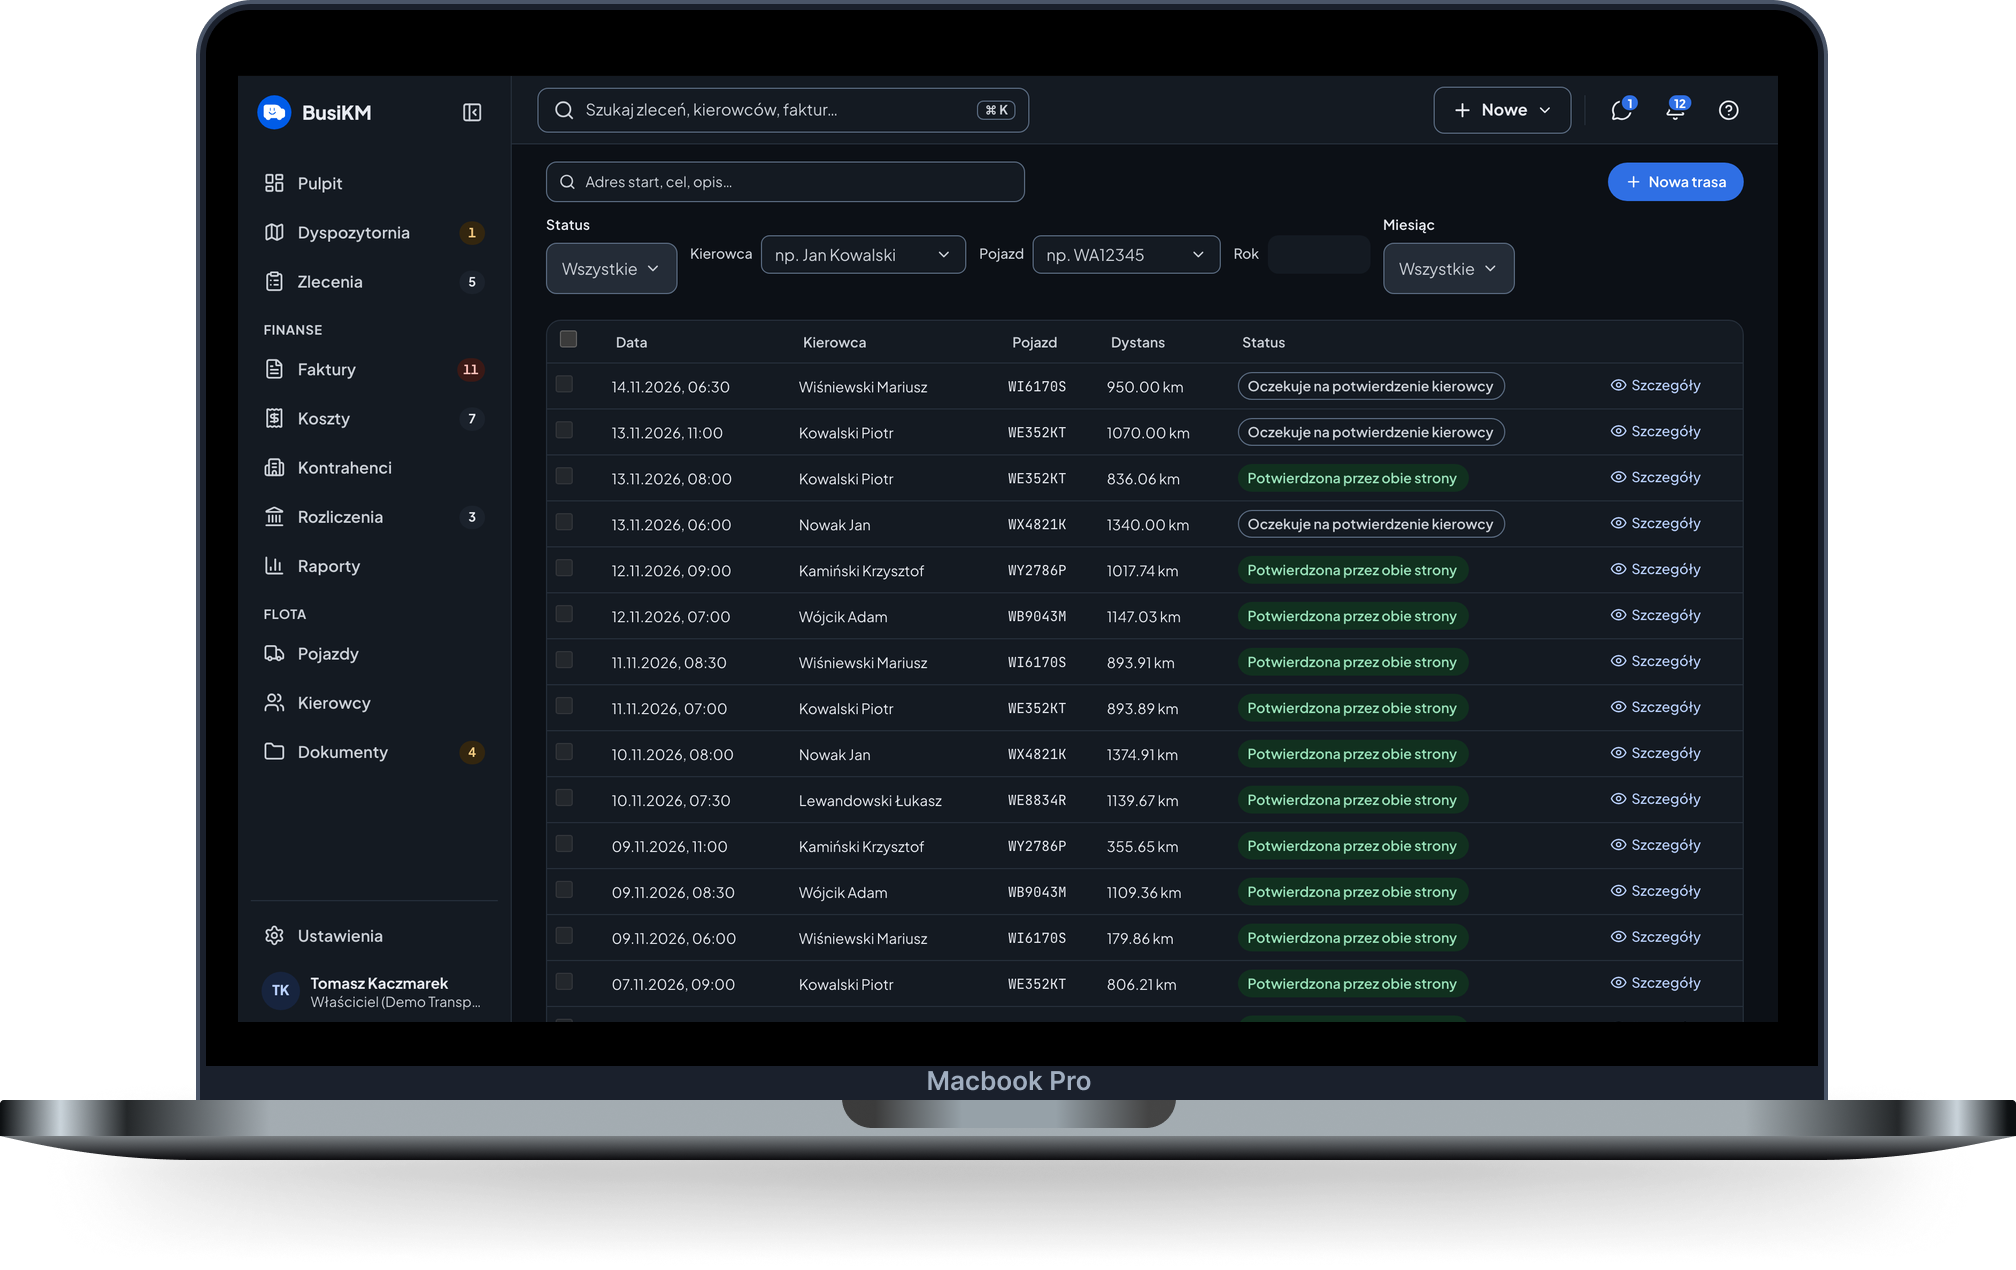 BusiKM
Szukaj zleceń, kierowców, faktur...
⌘ K
+ Nowe
1
12
Pulpit
Dyspozytornia 1
Zlecenia 5
FINANSE
Faktury 11
Koszty 7
Kontrahenci
Rozliczenia 3
Raporty
FLOTA
Pojazdy
Kierowcy
Dokumenty 4
Ustawienia
TK
Tomasz Kaczmarek
Właściciel (Demo Transp...
Adres start, cel, opis...
+ Nowa trasa
Status
Wszystkie
Kierowca
np. Jan Kowalski
Pojazd
np. WA12345
Rok
Miesiąc
Wszystkie
Data Kierowca Pojazd Dystans Status
14.11.2026, 06:30 Wiśniewski Mariusz WI6170S 950.00 km Oczekuje na potwierdzenie kierowcy Szczegóły
13.11.2026, 11:00 Kowalski Piotr WE352KT 1070.00 km Oczekuje na potwierdzenie kierowcy Szczegóły
13.11.2026, 08:00 Kowalski Piotr WE352KT 836.06 km Potwierdzona przez obie strony Szczegóły
13.11.2026, 06:00 Nowak Jan WX4821K 1340.00 km Oczekuje na potwierdzenie kierowcy Szczegóły
12.11.2026, 09:00 Kamiński Krzysztof WY2786P 1017.74 km Potwierdzona przez obie strony Szczegóły
12.11.2026, 07:00 Wójcik Adam WB9043M 1147.03 km Potwierdzona przez obie strony Szczegóły
11.11.2026, 08:30 Wiśniewski Mariusz WI6170S 893.91 km Potwierdzona przez obie strony Szczegóły
11.11.2026, 07:00 Kowalski Piotr WE352KT 893.89 km Potwierdzona przez obie strony Szczegóły
10.11.2026, 08:00 Nowak Jan WX4821K 1374.91 km Potwierdzona przez obie strony Szczegóły
10.11.2026, 07:30 Lewandowski Łukasz WE8834R 1139.67 km Potwierdzona przez obie strony Szczegóły
09.11.2026, 11:00 Kamiński Krzysztof WY2786P 355.65 km Potwierdzona przez obie strony Szczegóły
09.11.2026, 08:30 Wójcik Adam WB9043M 1109.36 km Potwierdzona przez obie strony Szczegóły
09.11.2026, 06:00 Wiśniewski Mariusz WI6170S 179.86 km Potwierdzona przez obie strony Szczegóły
07.11.2026, 09:00 Kowalski Piotr WE352KT 806.21 km Potwierdzona przez obie strony Szczegóły
Macbook Pro